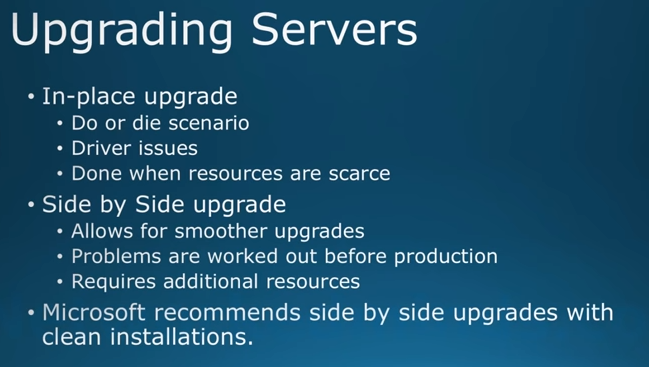 Upgrading Servers
• In-place upgrade
• Do or die scenario
• Driver issues
• Done when resources are scarce
• Side by Side upgrade
• Allows for smoother upgrades
• Problems are worked out before production
• Requires additional resources
• Microsoft recommends side by side upgrades with
clean installations.